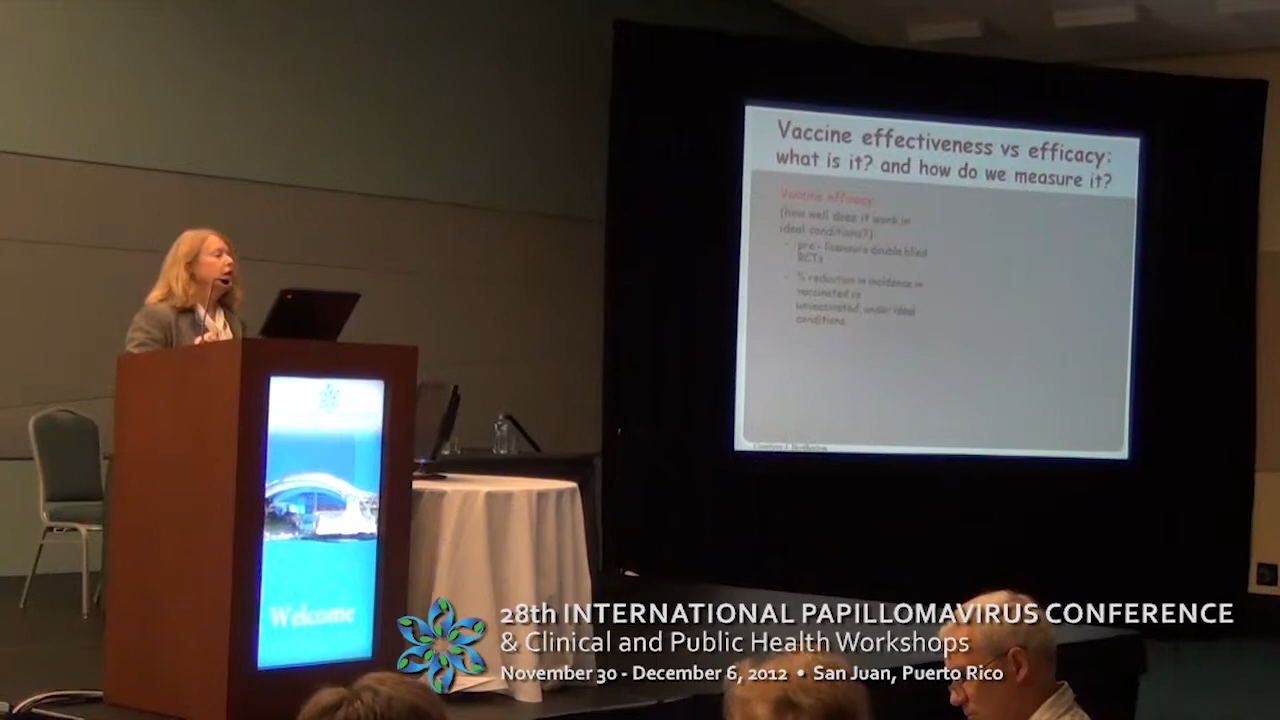 Vaccine effectiveness vs efficacy:
what is it? and how do we measure it?
Vaccine efficacy:
(how well does it work in
ideal conditions?)
- pre-licensure double blind
RCTs
- % reduction in incidence in
vaccinated vs
unvaccinated, under ideal
conditions
Welcome
28th INTERNATIONAL PAPILLOMAVIRUS CONFERENCE
& Clinical and Public Health Workshops
November 30 - December 6, 2012 • San Juan, Puerto Rico